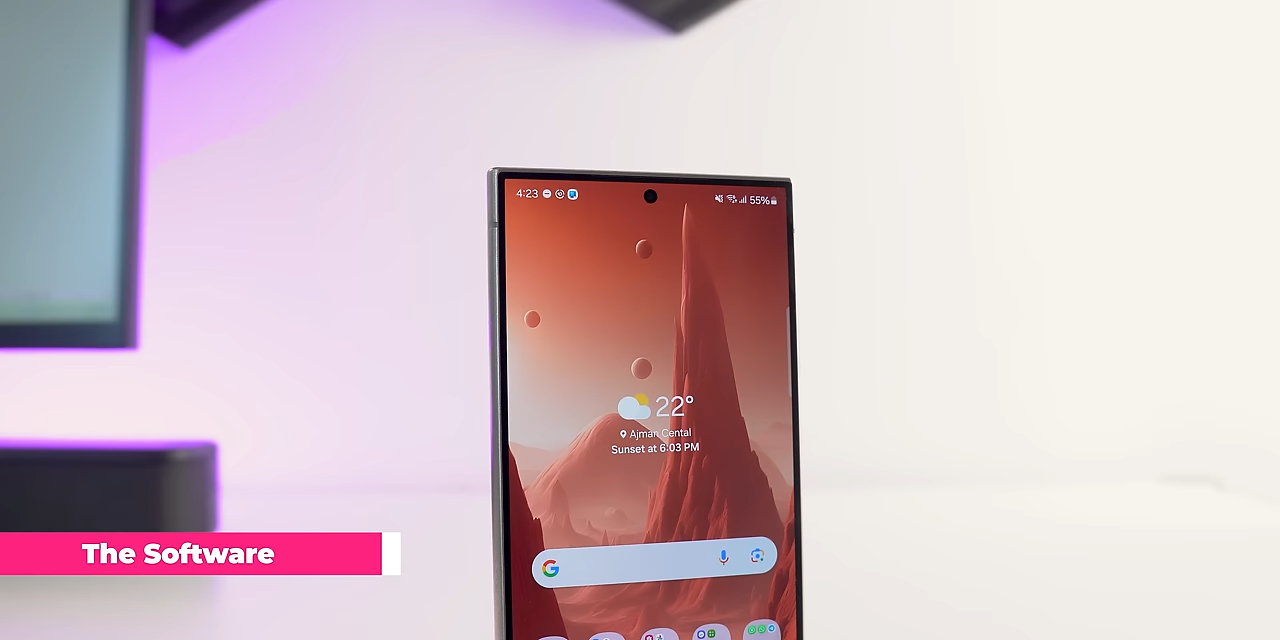 4:23
55%
22°
Ajman Cental
Sunset at 6:03 PM
The Software